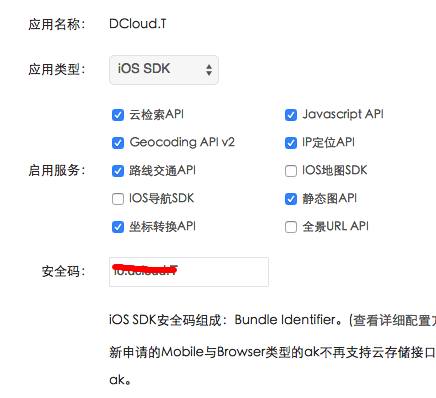 应用名称： DCloud.T
应用类型： iOS SDK
云检索API Javascript API
Geocoding API v2 IP定位API
启用服务： 路线交通API IOS地图SDK
IOS导航SDK 静态图API
坐标转换API 全景URL API
安全码： io.dcloud.T
iOS SDK安全码组成：Bundle Identifier。(查看详细配置方
新申请的Mobile与Browser类型的ak不再支持云存储接口
ak。